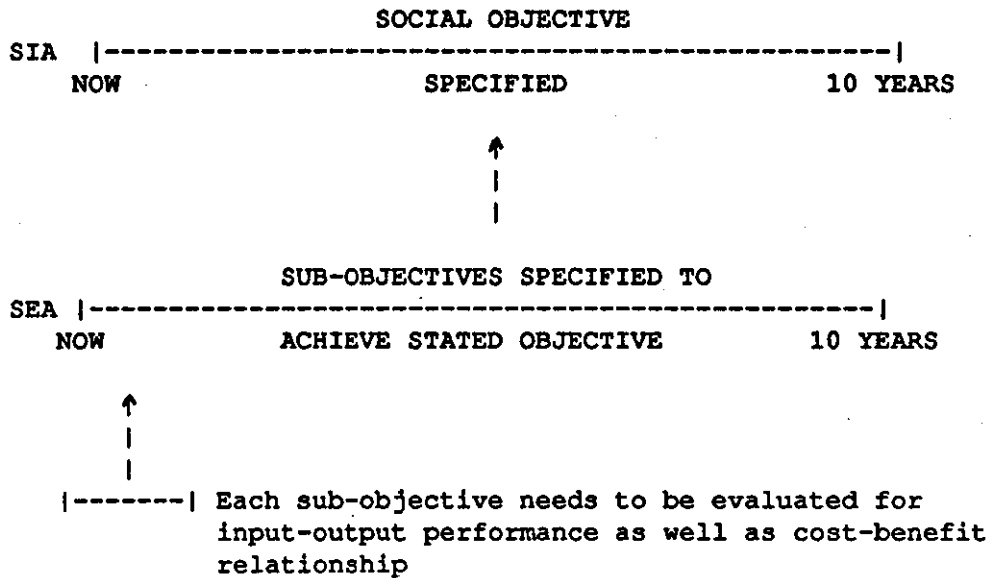 SOCIAL OBJECTIVE
SIA |--------------------------------------------------|
NOW SPECIFIED 10 YEARS
SUB-OBJECTIVES SPECIFIED TO
SEA |--------------------------------------------------|
NOW ACHIEVE STATED OBJECTIVE 10 YEARS
|-------| Each sub-objective needs to be evaluated for
input-output performance as well as cost-benefit
relationship